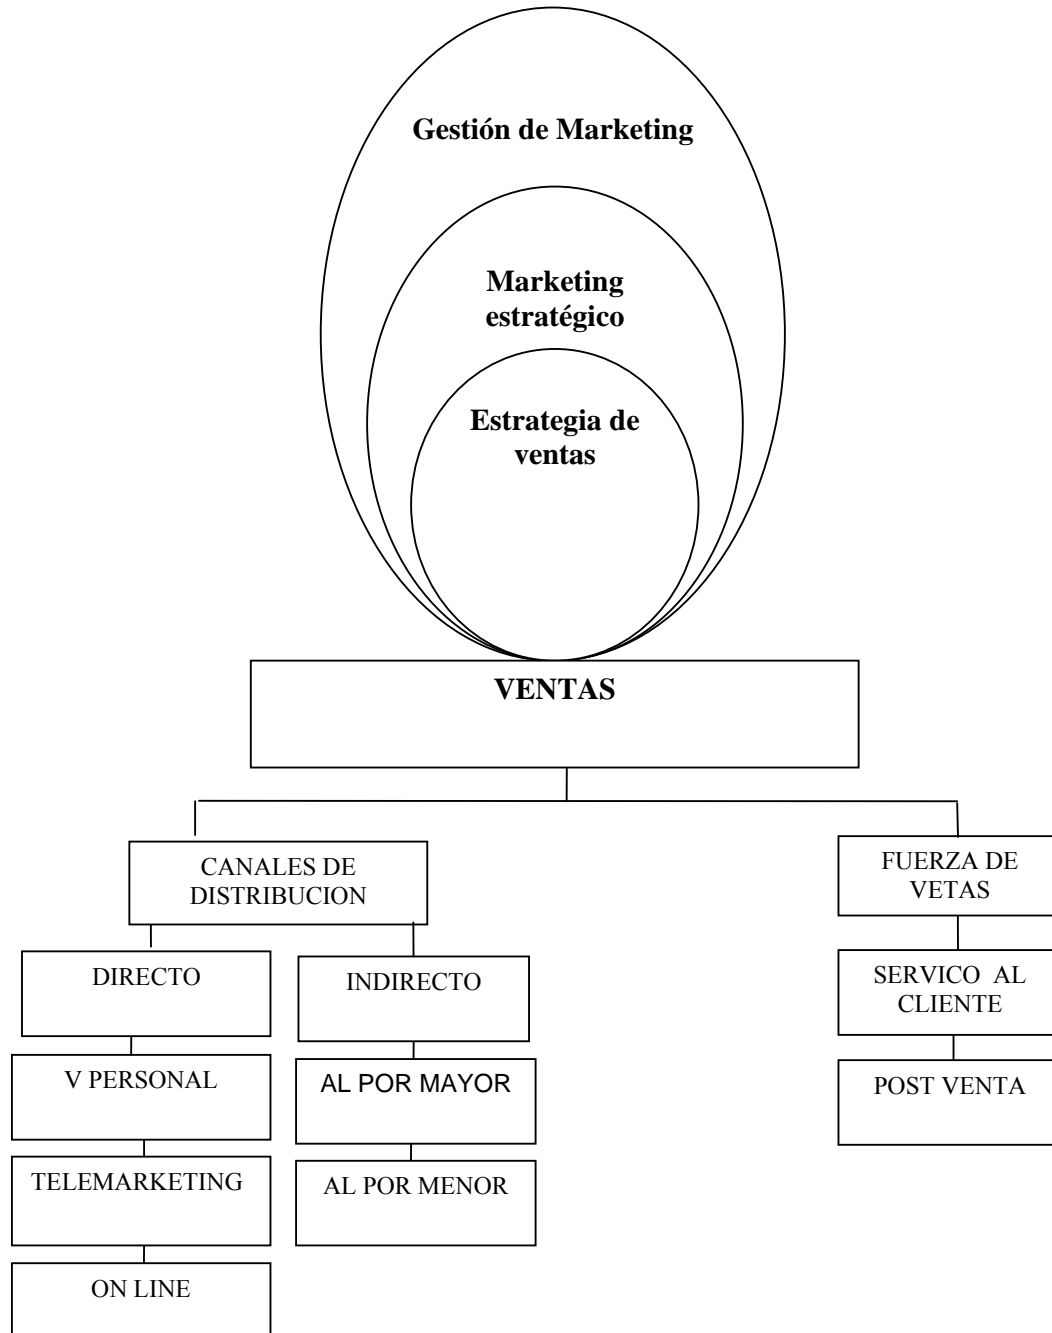 Gestión de Marketing
Marketing
estratégico
Estrategia de
ventas
VENTAS
CANALES DE
DISTRIBUCION
FUERZA DE
VETAS
DIRECTO
INDIRECTO
SERVICO AL
CLIENTE
V PERSONAL
AL POR MAYOR
POST VENTA
TELEMARKETING
AL POR MENOR
ON LINE